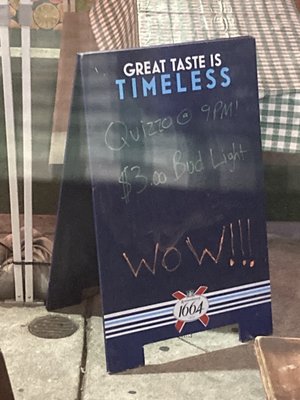 GREAT TASTE IS
TIMELESS
Quizzo @ 9PM!
$3.00 Bud Light
WOW!!!
1664